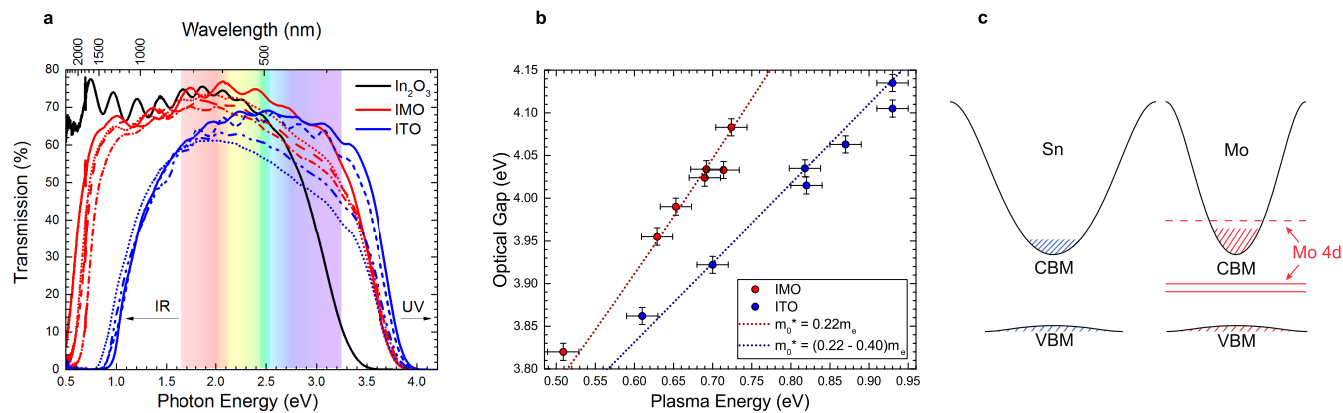 a
Wavelength (nm)
2000 1500 1000 500
80
70
60
50
40
30
20
10
0
Transmission (%)
In2O3
IMO
ITO
IR
UV
0.5 1.0 1.5 2.0 2.5 3.0 3.5 4.0
Photon Energy (eV)
b
4.15
4.10
4.05
4.00
3.95
3.90
3.85
3.80
Optical Gap (eV)
IMO
ITO
m0* = 0.22me
m0* = (0.22 - 0.40)me
0.50 0.55 0.60 0.65 0.70 0.75 0.80 0.85 0.90 0.95
Plasma Energy (eV)
c
Sn
Mo
CBM
CBM
Mo 4d
VBM
VBM